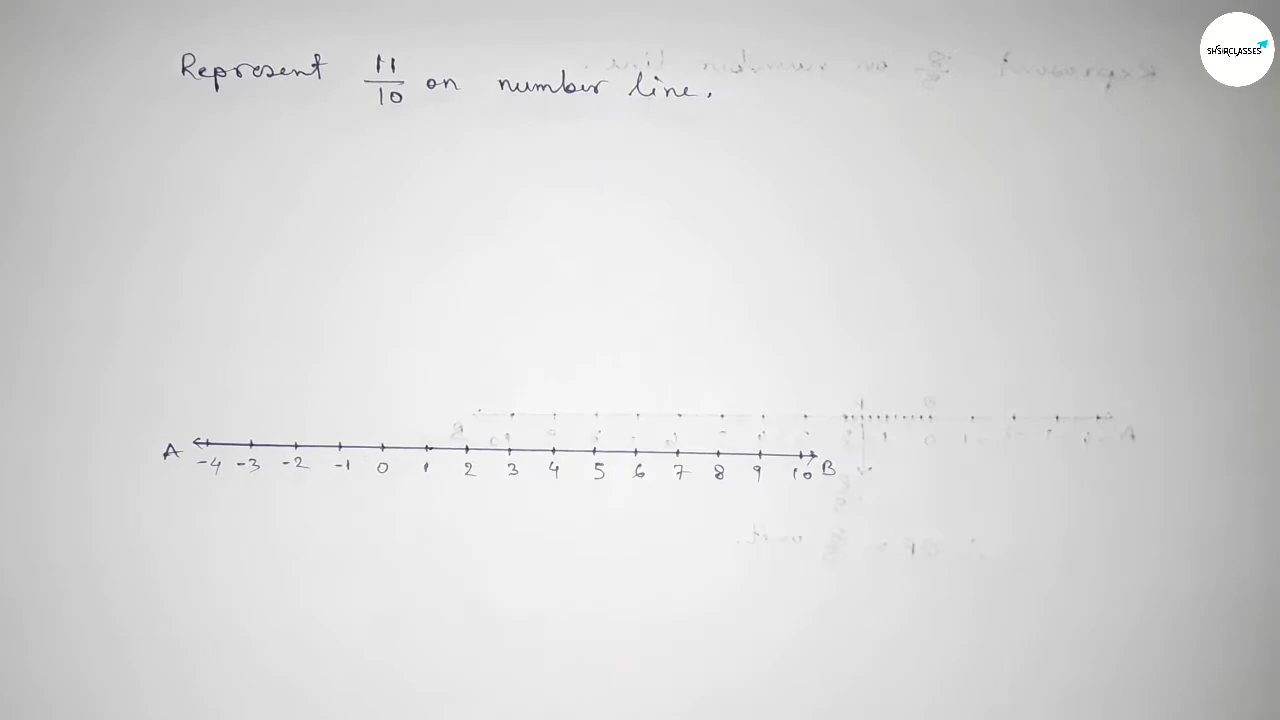 SHSIRCLASSES
Represent 11/10 on number line.
A -4 -3 -2 -1 0 1 2 3 4 5 6 7 8 9 10 B